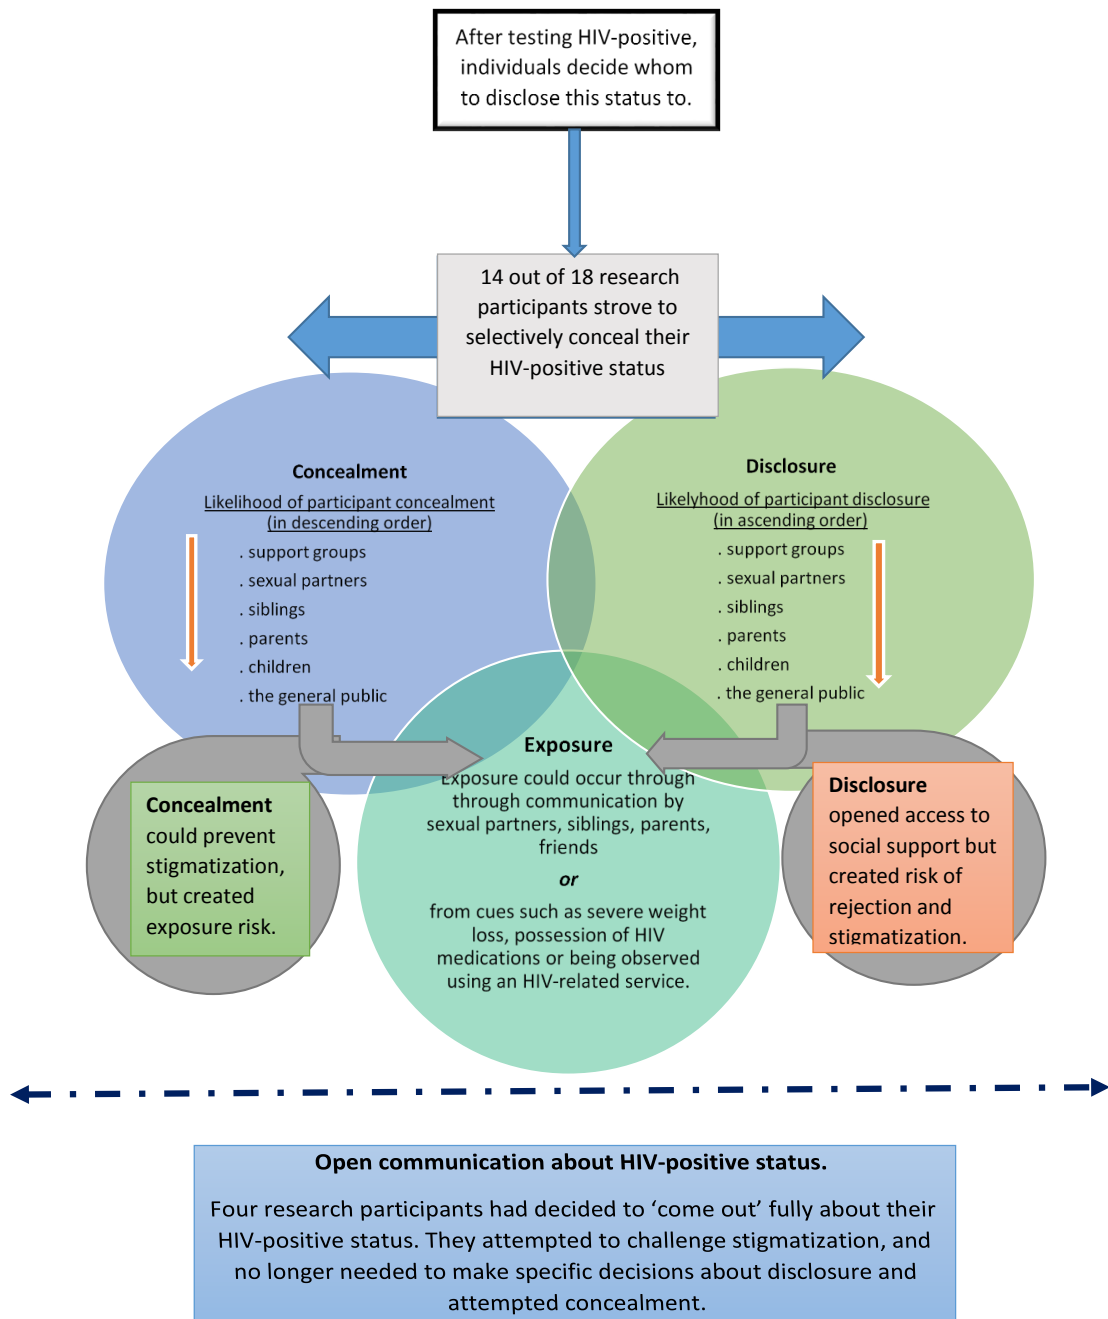 After testing HIV-positive,
individuals decide whom
to disclose this status to.
14 out of 18 research
participants strove to
selectively conceal their
HIV-positive status
Concealment
Likelihood of participant concealment
(in descending order)
. support groups
. sexual partners
. siblings
. parents
. children
. the general public
Disclosure
Likelyhood of participant disclosure
(in ascending order)
. support groups
. sexual partners
. siblings
. parents
. children
. the general public
Exposure
Exposure could occur through
through communication by
sexual partners, siblings, parents,
friends
or
from cues such as severe weight
loss, possession of HIV
medications or being observed
using an HIV-related service.
Concealment
could prevent
stigmatization,
but created
exposure risk.
Disclosure
opened access to
social support but
created risk of
rejection and
stigmatization.
Open communication about HIV-positive status.
Four research participants had decided to ‘come out’ fully about their
HIV-positive status. They attempted to challenge stigmatization, and
no longer needed to make specific decisions about disclosure and
attempted concealment.